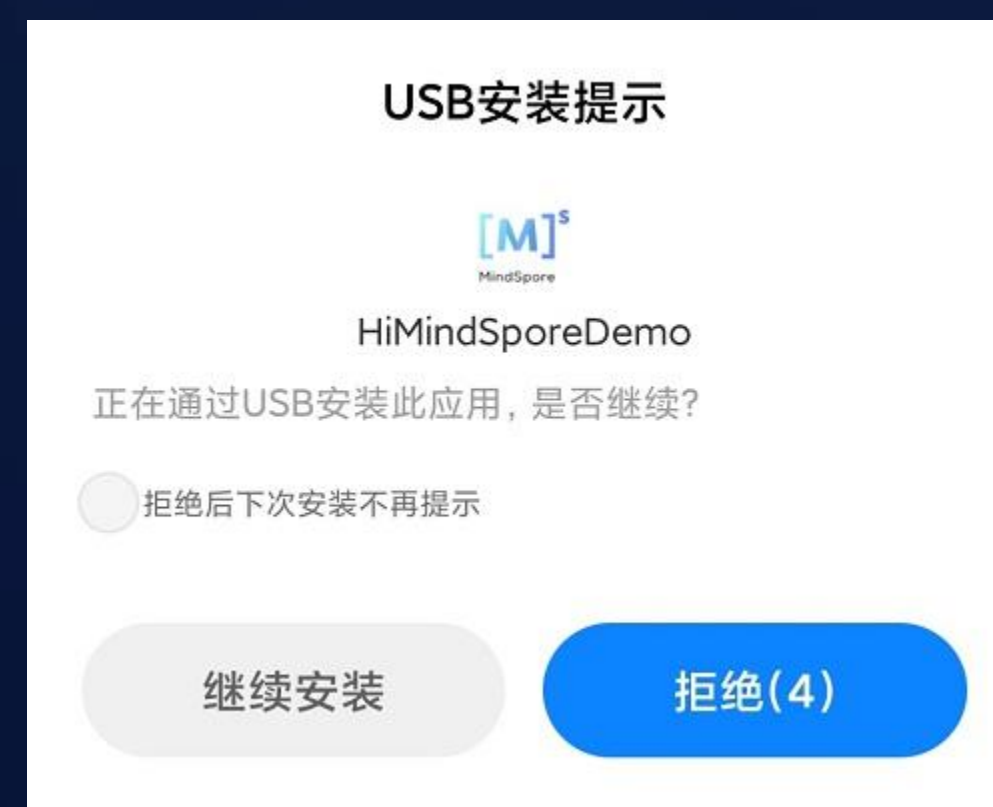 USB安装提示
[M]s
MindSpore
HiMindSporeDemo
正在通过USB安装此应用，是否继续？
拒绝后下次安装不再提示
继续安装
拒绝(4)